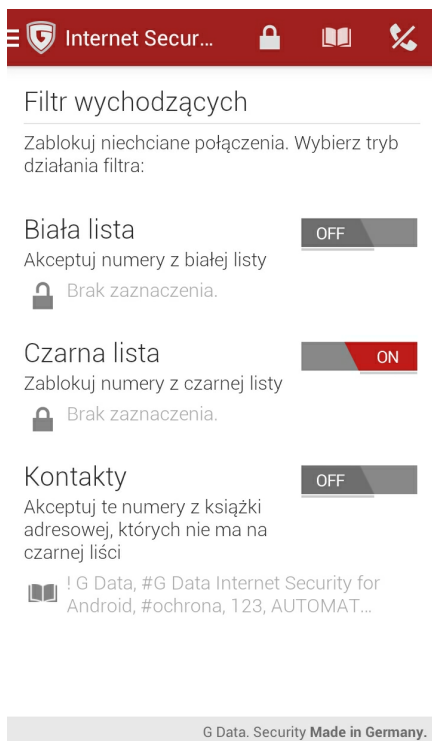 Internet Secur...
Filtr wychodzących
Zablokuj niechciane połączenia. Wybierz tryb
działania filtra:
Biała lista
OFF
Akceptuj numery z białej listy
Brak zaznaczenia.
Czarna lista
ON
Zablokuj numery z czarnej listy
Brak zaznaczenia.
Kontakty
OFF
Akceptuj te numery z książki
adresowej, których nie ma na
czarnej liści
! G Data, #G Data Internet Security for
Android, #ochrona, 123, AUTOMAT...
G Data. Security Made in Germany.